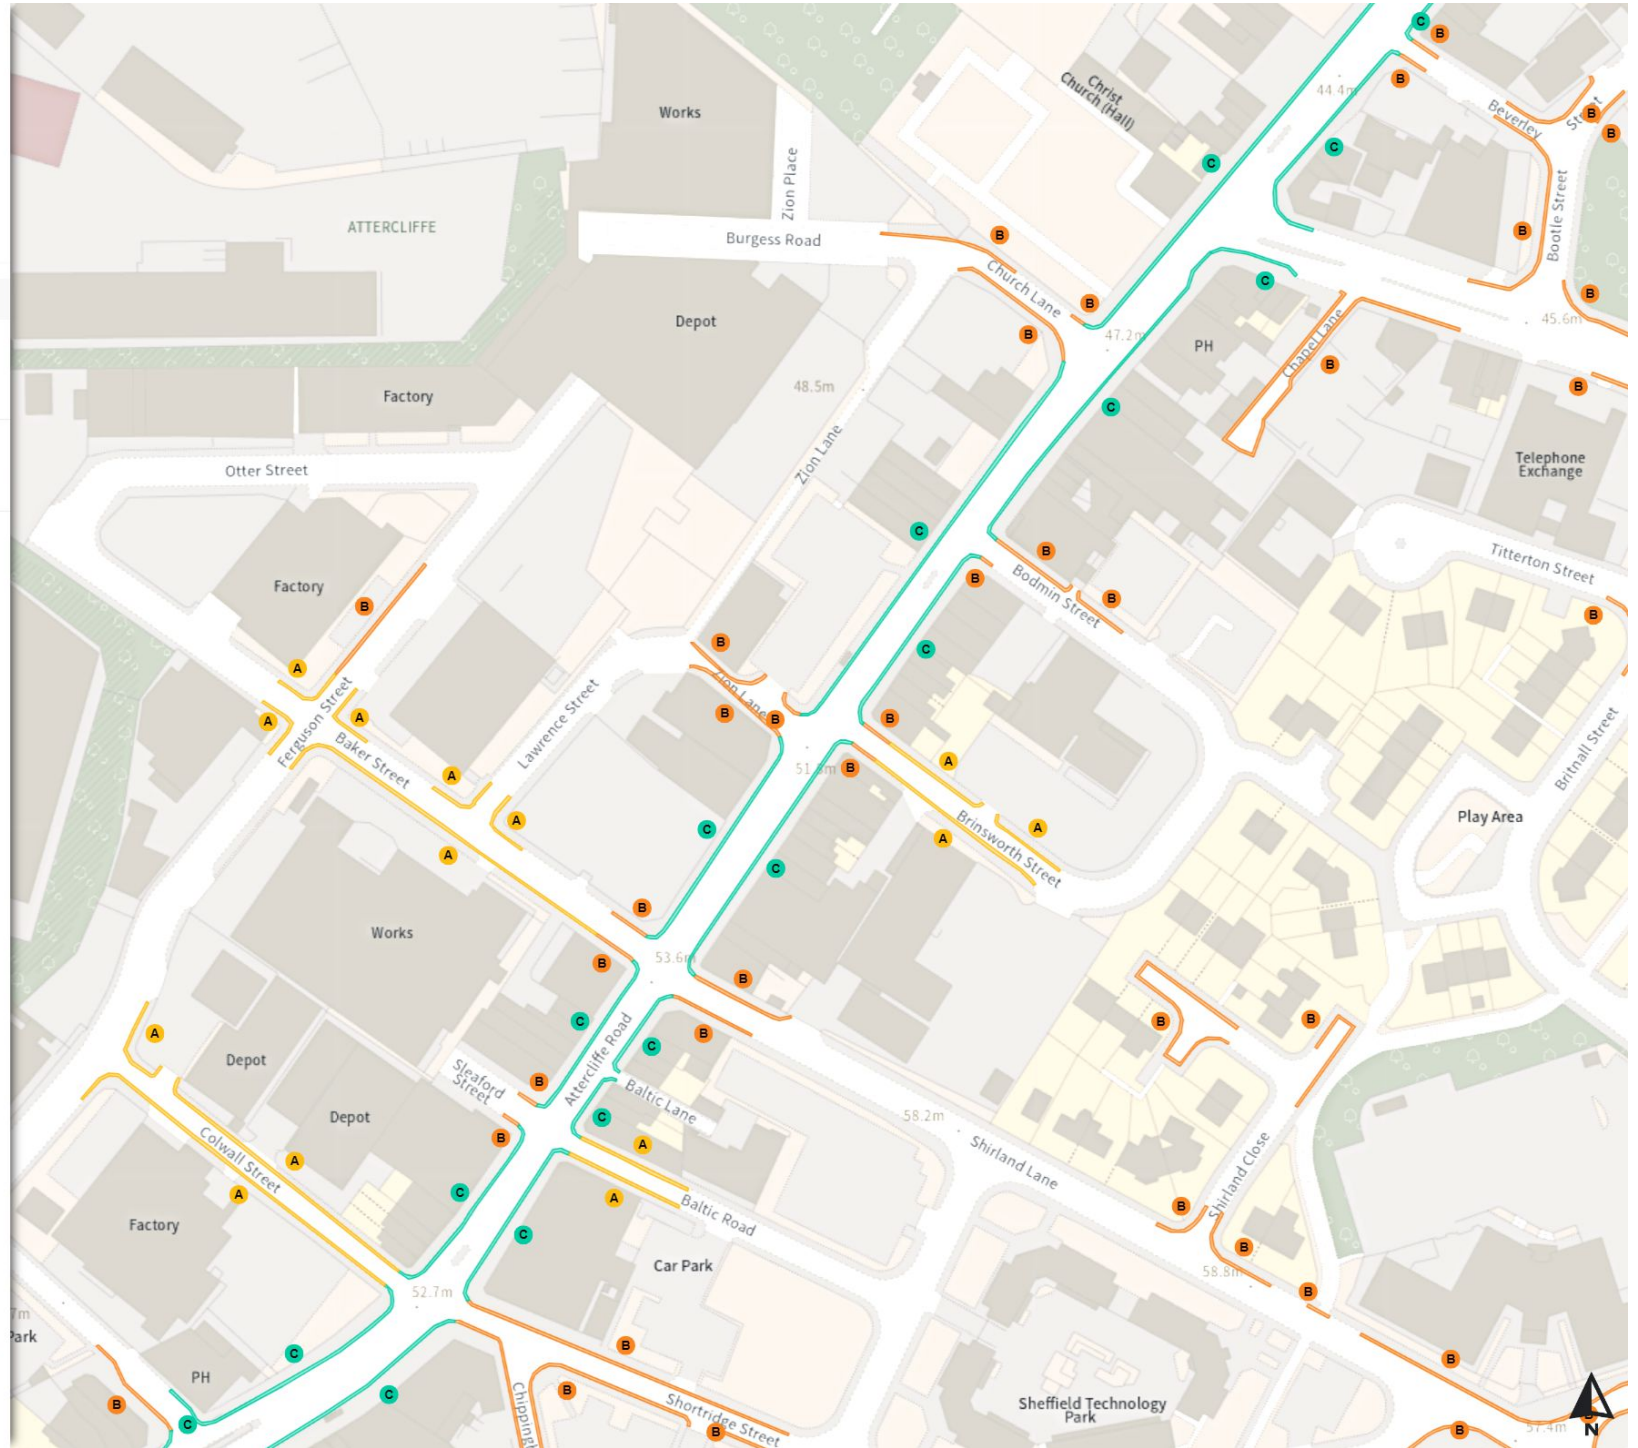 C
B
Christ
Church (Hall)
44.4m
B
Works
Beverley
Street
B
B
C
C
Zion Place
ATTERCLIFFE
Burgess Road
B
B
Bootle Street
Church Lane
C
B
B
Depot
B
47.2m
PH
Chapel Lane
45.6m
B
B
48.5m
Factory
C
Zion Lane
Telephone
Exchange
Otter Street
C
B
Titterton Street
Factory
B
B
Bodmin Street
B
B
B
C
A
Zion Lane
B
A
A
B
B
B
Ferguson Street
Baker Street
Lawrence Street
Britnall Street
A
B
A
A
C
Play Area
A
A
A
Brinsworth Street
C
B
Works
53.6m
B
B
A
C
B
B
B
Depot
Attercliffe Road
C
Sleaford
Street
B
Baltic Lane
Depot
C
58.2m
B
A
Colwall Street
A
Shirland Lane
Shirland Close
A
C
A
Baltic Road
B
Factory
C
B
Car Park
58.8m
52.7m
B
7m
Park
C
B
B
PH
C
B
Sheffield Technology
Park
B
Shortridge Street
C
B
B
57.4m
N